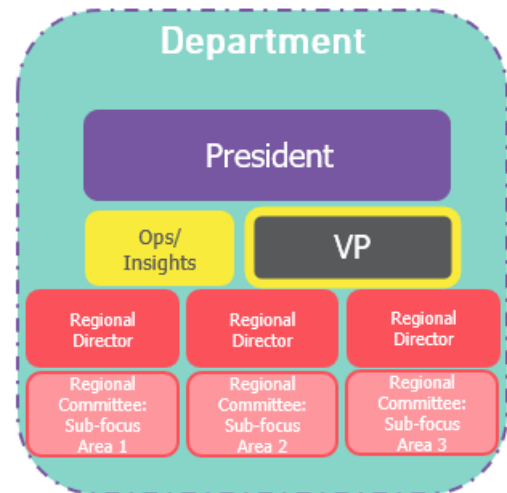 Department
President
Ops/
Insights
VP
Regional
Director
Regional
Director
Regional
Director
Regional
Committee:
Sub-focus
Area 1
Regional
Committee:
Sub-focus
Area 2
Regional
Committee:
Sub-focus
Area 3